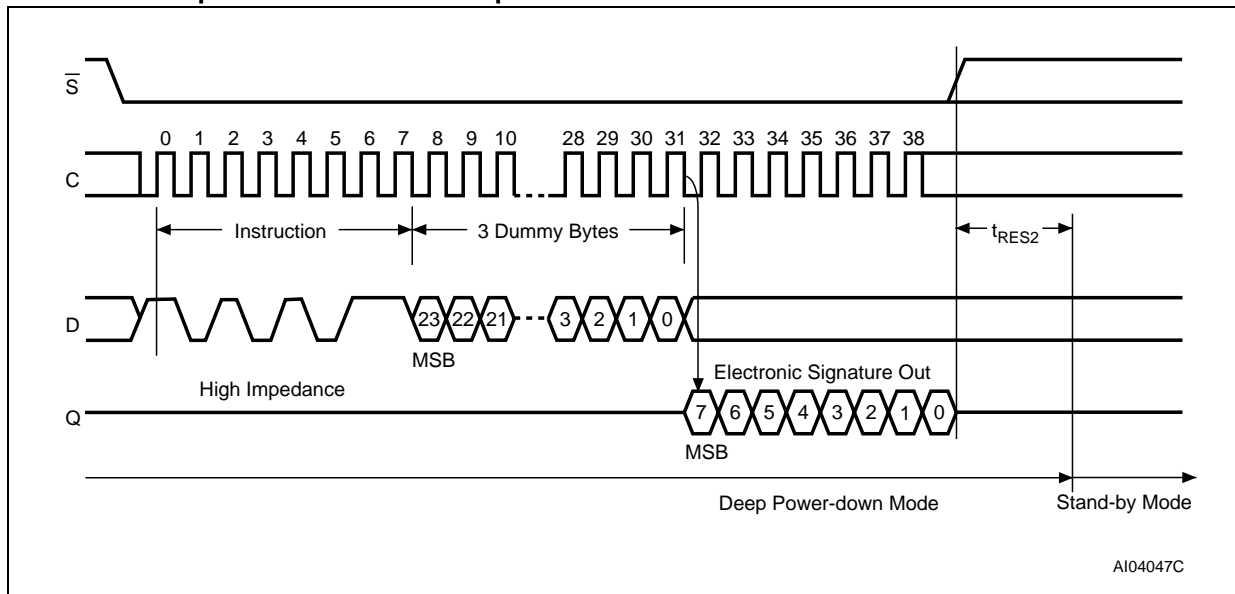 S
0 1 2 3 4 5 6 7 8 9 10 28 29 30 31 32 33 34 35 36 37 38
C
Instruction 3 Dummy Bytes tRES2
D 23 22 21 3 2 1 0
MSB
High Impedance Electronic Signature Out
Q 7 6 5 4 3 2 1 0
MSB
Deep Power-down Mode Stand-by Mode
AI04047C